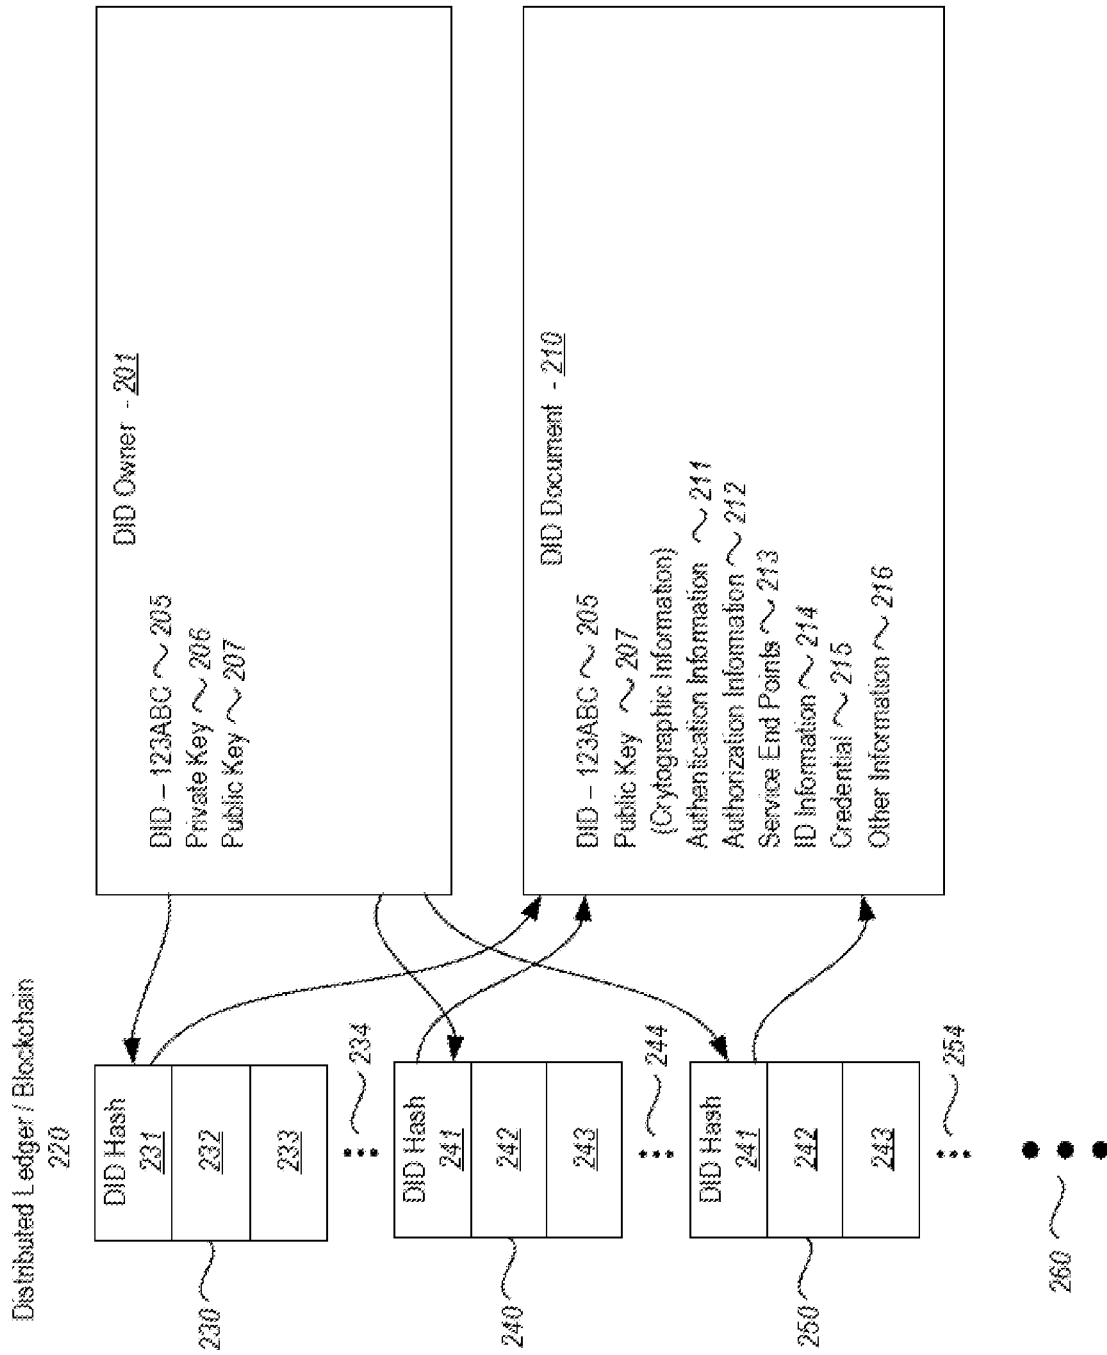 Distributed Ledger / Blockchain
220
DID Hash
231
232
233
234
230
DID Hash
241
242
243
244
240
DID Hash
241
242
243
254
250
260
DID Owner - 201
DID – 123ABC ~ 205
Private Key ~ 206
Public Key ~ 207
DID Document - 210
DID – 123ABC ~ 205
Public Key ~ 207
(Crytographic Information)
Authentication Information ~ 211
Authorization Information ~ 212
Service End Points ~ 213
ID Information ~ 214
Credential ~ 215
Other Information ~ 216